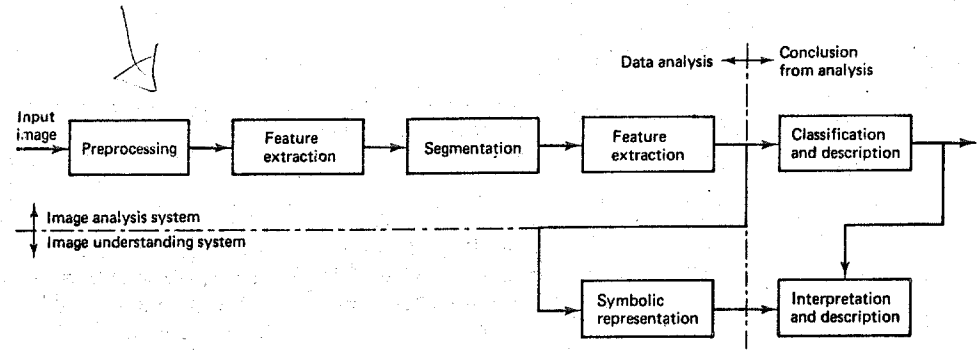 Data analysis
Conclusion
from analysis
Input
image
Preprocessing
Feature
extraction
Segmentation
Feature
extraction
Classification
and description
Image analysis system
Image understanding system
Symbolic
representation
Interpretation
and description